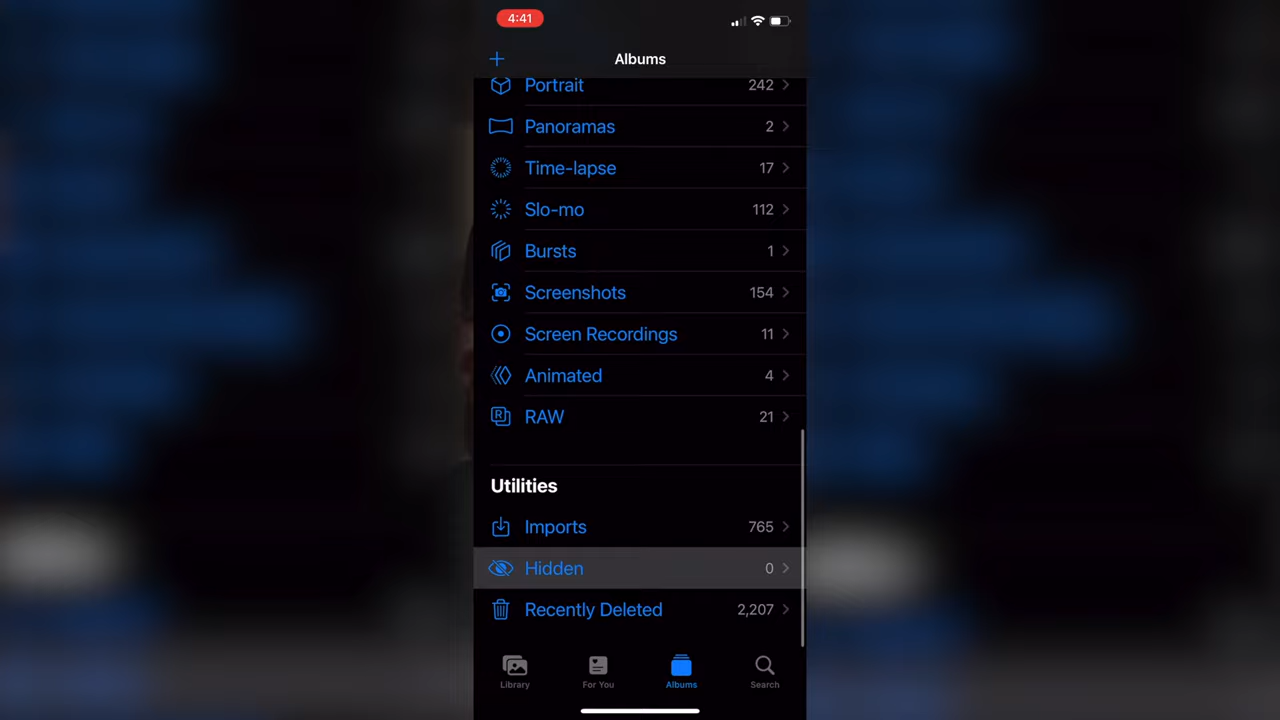 4:41
Albums
Portrait 242
Panoramas 2
Time-lapse 17
Slo-mo 112
Bursts 1
Screenshots 154
Screen Recordings 11
Animated 4
RAW 21
Utilities
Imports 765
Hidden 0
Recently Deleted 2,207
Library For You Albums Search